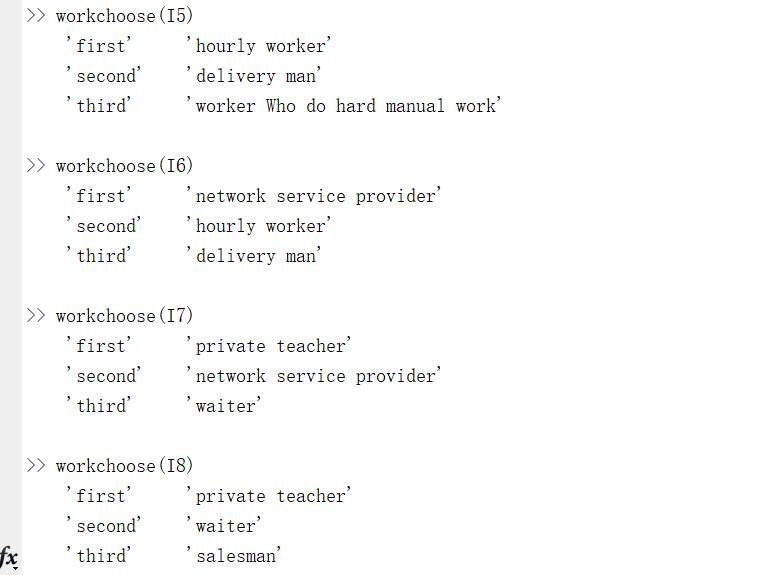 >> workchoose(I5)
'first' 'hourly worker'
'second' 'delivery man'
'third' 'worker Who do hard manual work'
>> workchoose(I6)
'first' 'network service provider'
'second' 'hourly worker'
'third' 'delivery man'
>> workchoose(I7)
'first' 'private teacher'
'second' 'network service provider'
'third' 'waiter'
>> workchoose(I8)
'first' 'private teacher'
'second' 'waiter'
fx 'third' 'salesman'